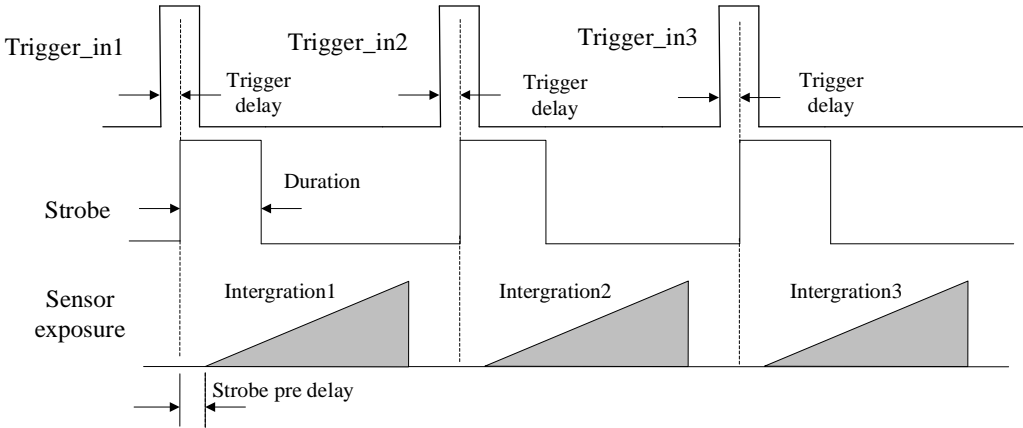 Trigger_in1
Trigger_in2
Trigger_in3
Trigger
delay
Trigger
delay
Trigger
delay
Strobe
Duration
Sensor
exposure
Intergration1
Intergration2
Intergration3
Strobe pre delay